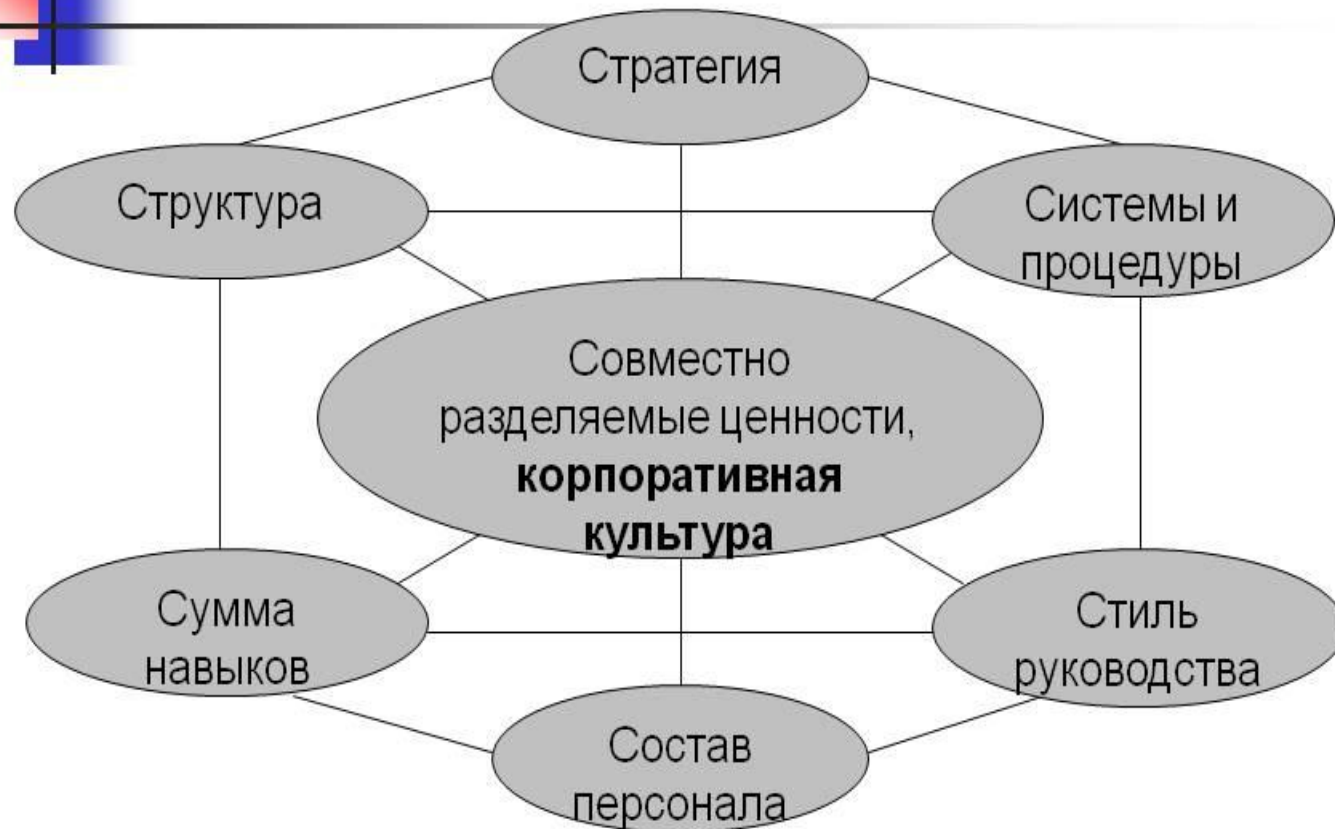 Стратегия
Структура
Системы и
процедуры
Совместно
разделяемые ценности,
корпоративная
культура
Сумма
навыков
Стиль
руководства
Состав
персонала